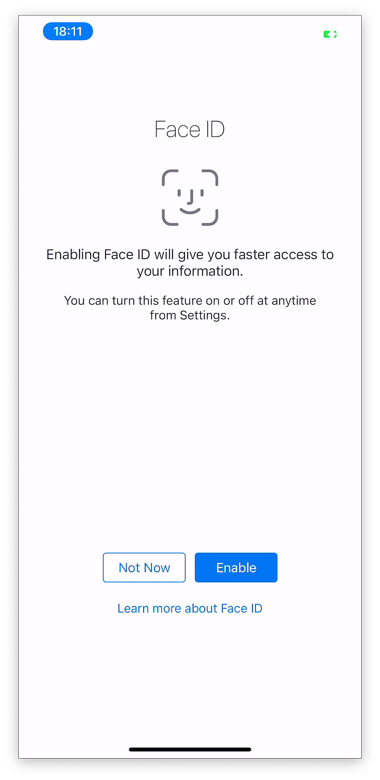 18:11
Face ID
Enabling Face ID will give you faster access to
your information.
You can turn this feature on or off at anytime
from Settings.
Not Now
Enable
Learn more about Face ID